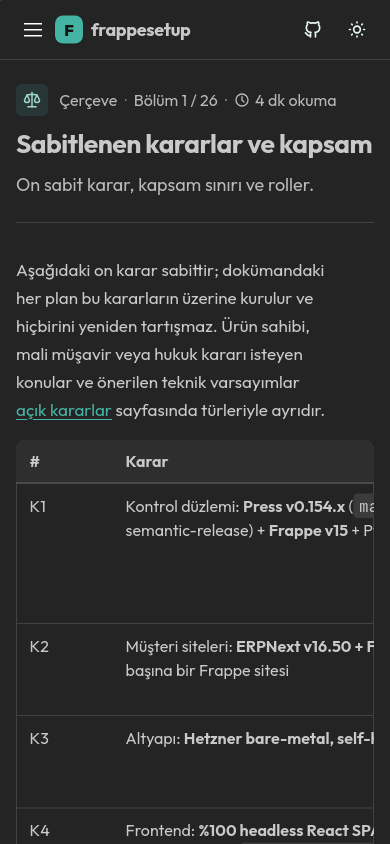 F frappesetup
Çerçeve · Bölüm 1 / 26 · 4 dk okuma
Sabitlenen kararlar ve kapsam
On sabit karar, kapsam sınırı ve roller.
Aşağıdaki on karar sabittir; dokümandaki
her plan bu kararların üzerine kurulur ve
hiçbirini yeniden tartışmaz. Ürün sahibi,
mali müşavir veya hukuk kararı isteyen
konular ve önerilen teknik varsayımlar
açık kararlar sayfasında türleriyle ayrıdır.
# Karar
K1 Kontrol düzlemi: Press v0.154.x (
semantic-release) + Frappe v15 +
K2 Müşteri siteleri: ERPNext v16.50 +
başına bir Frappe sitesi
K3 Altyapı: Hetzner bare-metal,
K4 Frontend: %100 headless React